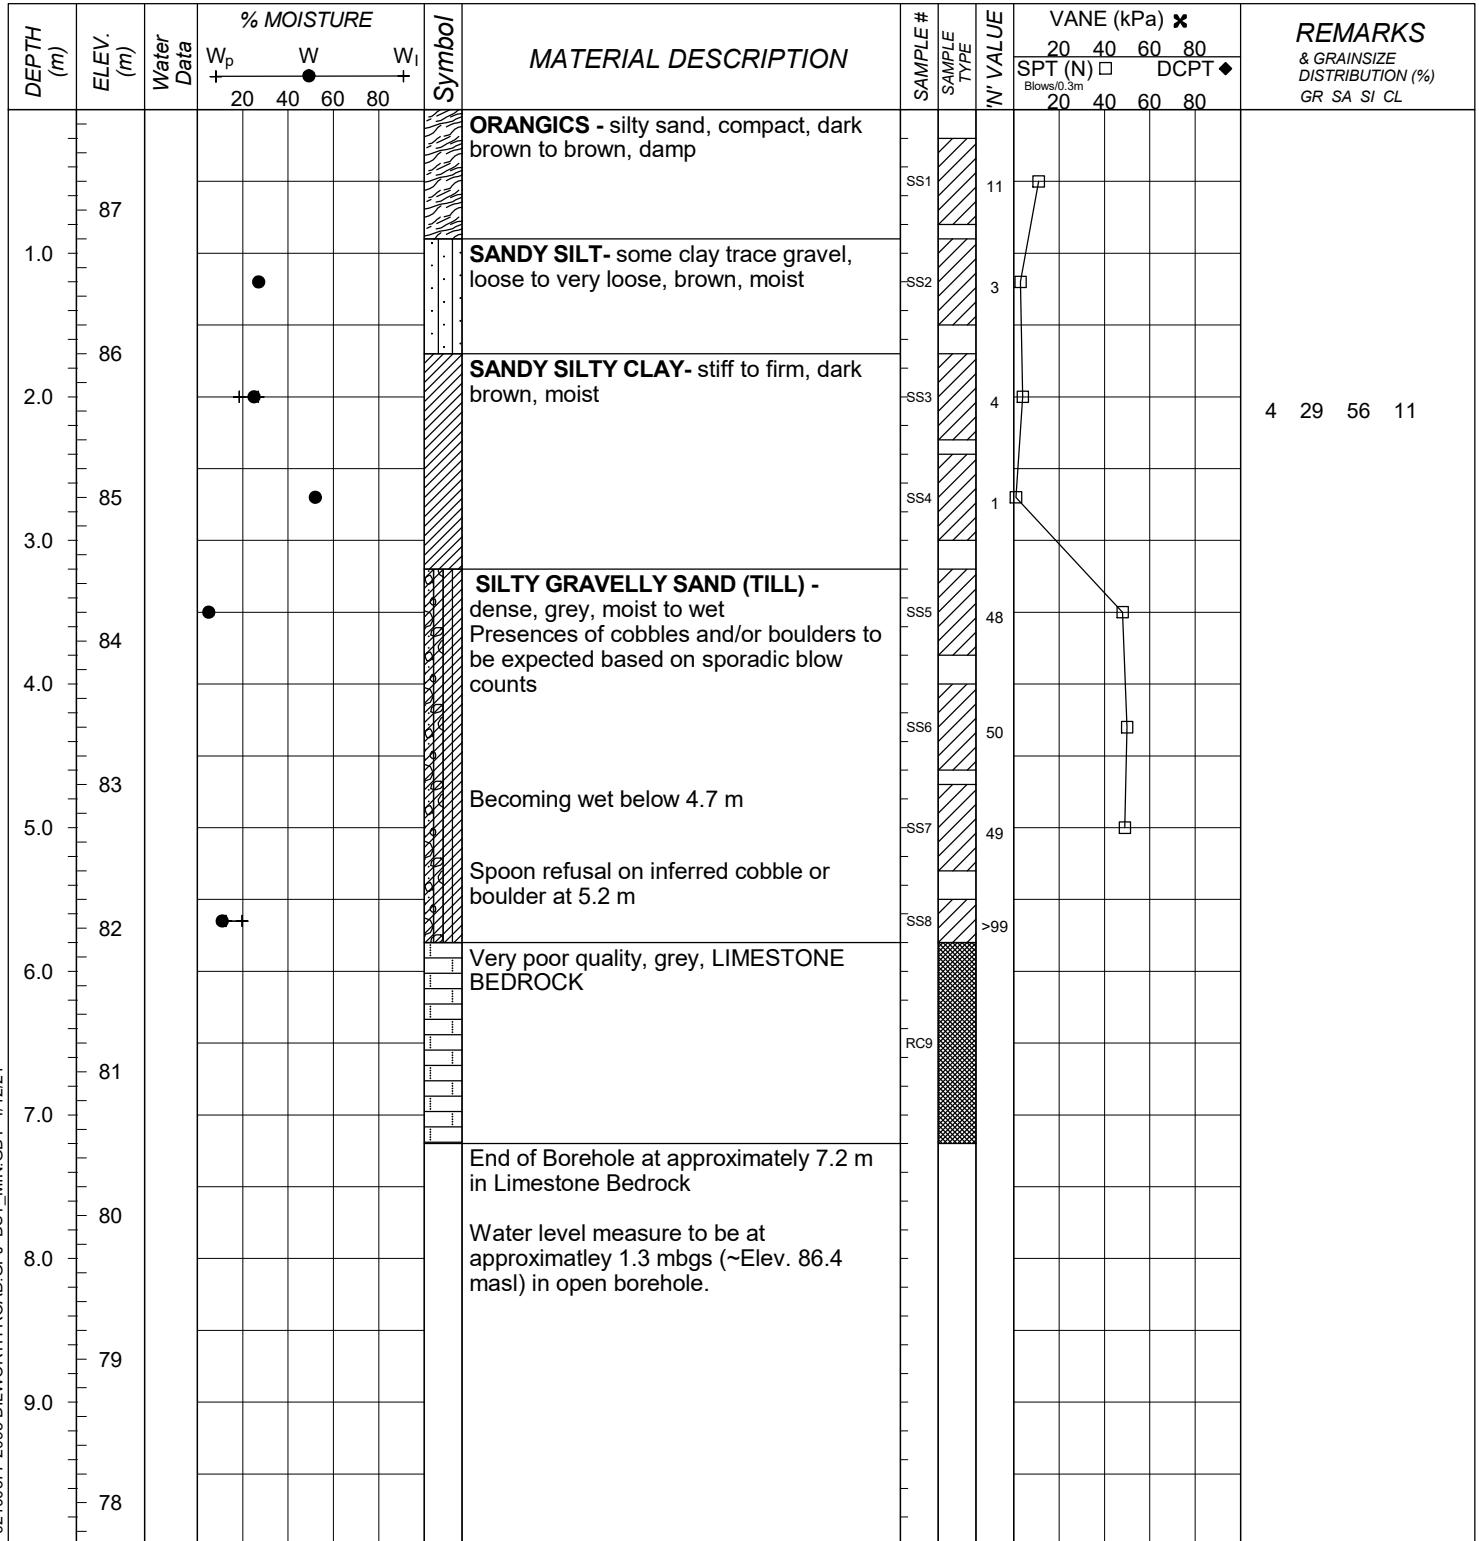 DEPTH (m)
ELEV. (m)
Water Data
% MOISTURE
Wp W Wl
20 40 60 80
Symbol
MATERIAL DESCRIPTION
SAMPLE #
SAMPLE TYPE
'N' VALUE
VANE (kPa)
20 40 60 80
SPT (N) DCPT
Blows/0.3m
20 40 60 80
REMARKS
& GRAINSIZE
DISTRIBUTION (%)
GR SA SI CL
ORANGICS - silty sand, compact, dark
brown to brown, damp
SS1 11
87
1.0
SANDY SILT- some clay trace gravel,
loose to very loose, brown, moist
SS2 3
86
SANDY SILTY CLAY- stiff to firm, dark
brown, moist
2.0
SS3 4
4 29 56 11
85
SS4 1
3.0
SILTY GRAVELLY SAND (TILL) -
dense, grey, moist to wet
Presences of cobbles and/or boulders to
be expected based on sporadic blow
counts
SS5 48
84
4.0
SS6 50
83
Becoming wet below 4.7 m
5.0
SS7 49
Spoon refusal on inferred cobble or
boulder at 5.2 m
SS8 >99
82
Very poor quality, grey, LIMESTONE
BEDROCK
6.0
RC9
81
7.0
End of Borehole at approximately 7.2 m
in Limestone Bedrock
80
Water level measure to be at
approximatley 1.3 mbgs (~Elev. 86.4
masl) in open borehole.
8.0
79
9.0
78